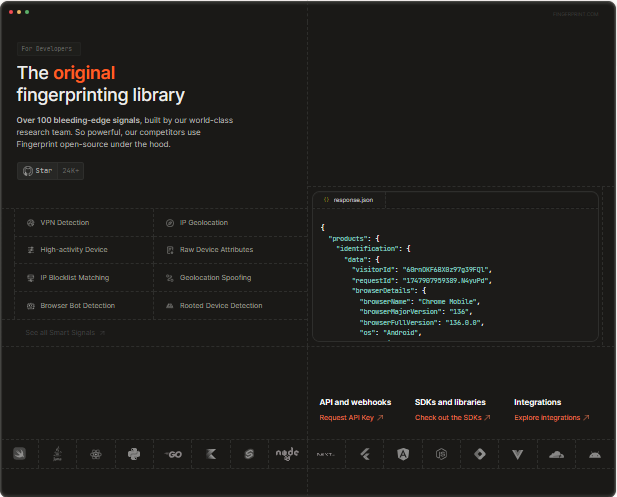 For Developers
The original
fingerprinting library
Over 100 bleeding-edge signals, built by our world-class
research team. So powerful, our competitors use
Fingerprint open-source under the hood.
Star 24K+
VPN Detection
IP Geolocation
High-activity Device
Raw Device Attributes
IP Blocklist Matching
Geolocation Spoofing
Browser Bot Detection
Rooted Device Detection
See all Smart Signals ↗
{} response.json
{
"products": {
"identification": {
"data": {
"visitorId":
"requestId":
"browserDetails": {
"browserName": "Chrome Mobile",
"browserMajorVersion": "136",
"browserFullVersion": "136.0.0",
"os": "Android",
API and webhooks
Request API Key ↗
SDKs and libraries
Check out the SDKs ↗
Integrations
Explore integrations ↗
GO
node
JS
NEXT
JS